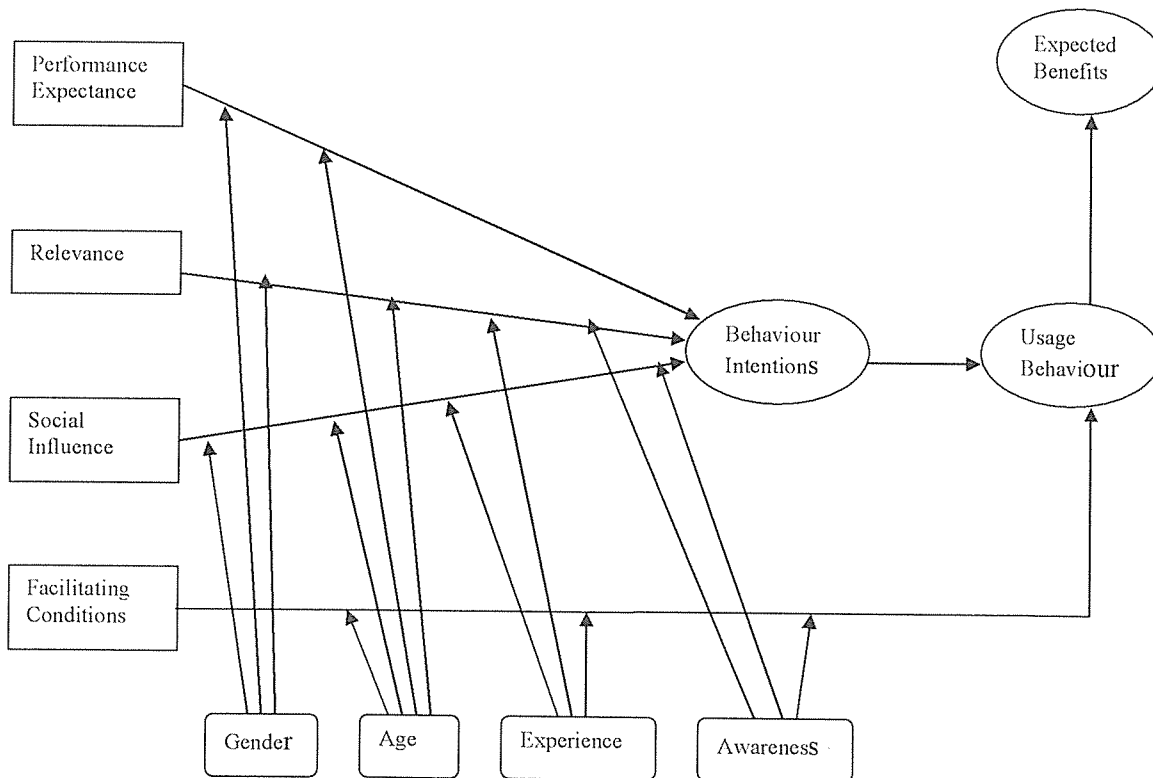 Performance
Expectance
Expected
Benefits
Relevance
Behaviour
Intentions
Usage
Behaviour
Social
Influence
Facilitating
Conditions
Gender
Age
Experience
Awareness